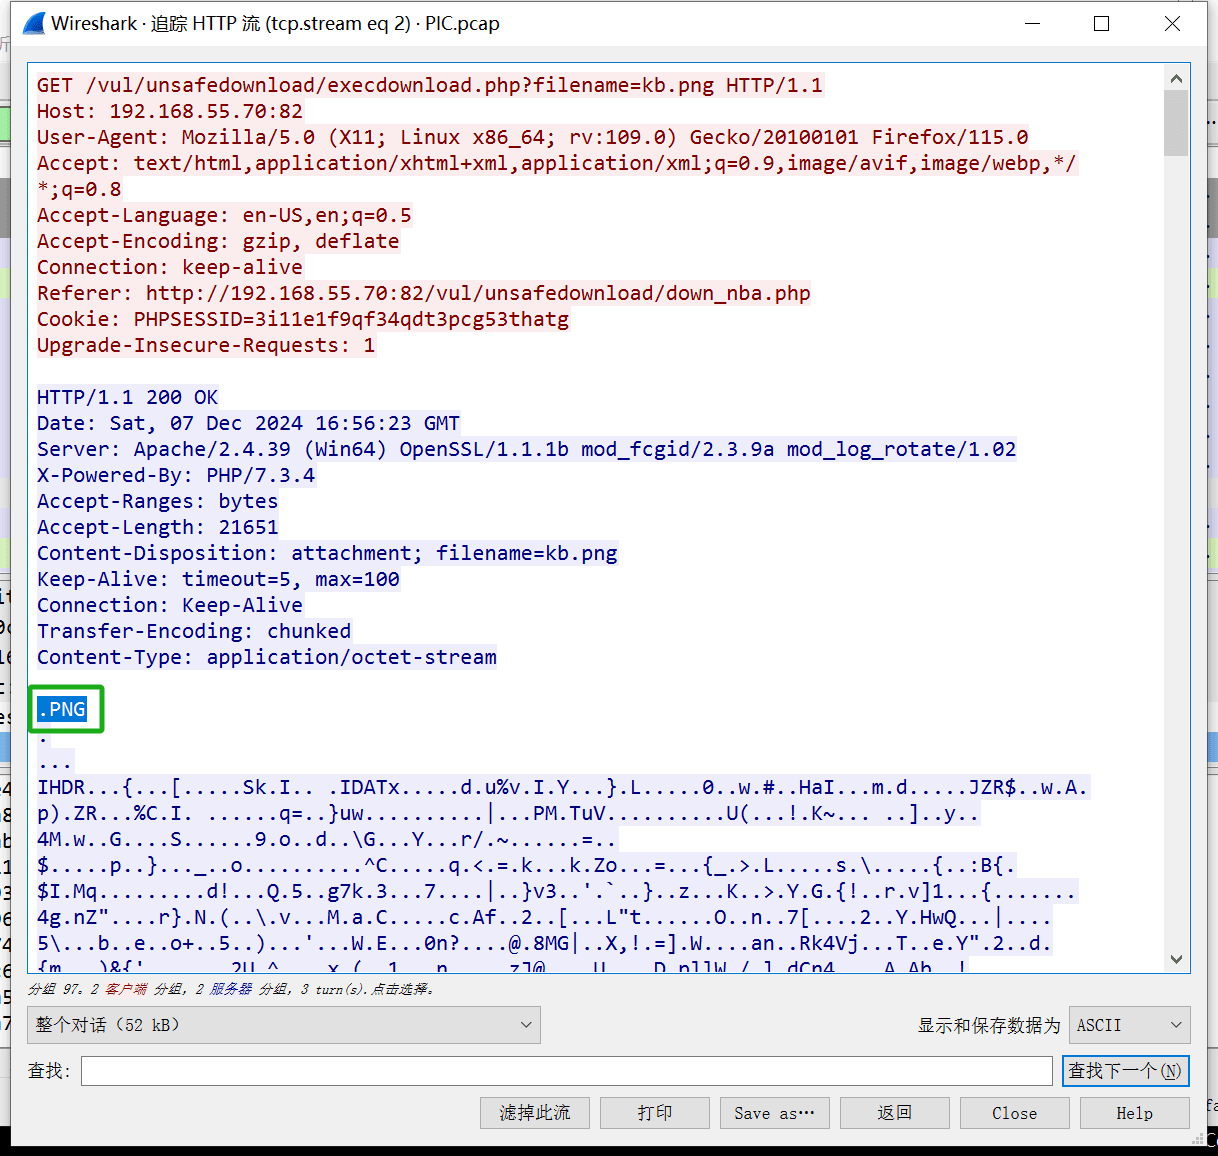 Wireshark · 追踪 HTTP 流 (tcp.stream eq 2) · PIC.pcap
GET /vul/unsafedownload/execdownload.php?filename=kb.png HTTP/1.1
Host: 192.168.55.70:82
User-Agent: Mozilla/5.0 (X11; Linux x86_64; rv:109.0) Gecko/20100101 Firefox/115.0
Accept: text/html,application/xhtml+xml,application/xml;q=0.9,image/avif,image/webp,*/
*;q=0.8
Accept-Language: en-US,en;q=0.5
Accept-Encoding: gzip, deflate
Connection: keep-alive
Referer: http://192.168.55.70:82/vul/unsafedownload/down_nba.php
Cookie: PHPSESSID=3i11e1f9qf34qdt3pcg53thatg
Upgrade-Insecure-Requests: 1
HTTP/1.1 200 OK
Date: Sat, 07 Dec 2024 16:56:23 GMT
Server: Apache/2.4.39 (Win64) OpenSSL/1.1.1b mod_fcgid/2.3.9a mod_log_rotate/1.02
X-Powered-By: PHP/7.3.4
Accept-Ranges: bytes
Accept-Length: 21651
Content-Disposition: attachment; filename=kb.png
Keep-Alive: timeout=5, max=100
Connection: Keep-Alive
Transfer-Encoding: chunked
Content-Type: application/octet-stream
.PNG
.
...
IHDR...{...[.....Sk.I.. .IDATx.....d.u%v.I.Y...}.L.....0..w.#..HaI...m.d.....JZR$..w.A.
p).ZR...%C.I. ......q=..}uw..........|...PM.TuV..........U(...!.K~... ..]..y..
4M.w..G....S......9.o..d..\G...Y...r/.~......=..
$.....p..}..._..o..........^C.....q.<.=.k...k.Zo...=...{_.>.L.....s.\.....{..:B{.
$I.Mq.........d!...Q.5..g7k.3...7....|..}v3..'.`..}..z...K..>.Y.G.{!..r.v]1...{.......
4g.nZ"....r}.N.(..\.v...M.a.C.....c.Af..2..[...L"t......O..n..7[....2..Y.HwQ...|....
5\...b..e..o+..5..)...'...W.E...0n?....@.8MG|..X,!.=].W....an..Rk4Vj...T..e.Y".2..d.
分组 97。2 客户端 分组，2 服务器 分组，3 turn(s).点击选择。
整个对话（52 kB） 显示和保存数据为 ASCII
查找： 查找下一个(N)
滤掉此流 打印 Save as… 返回 Close Help